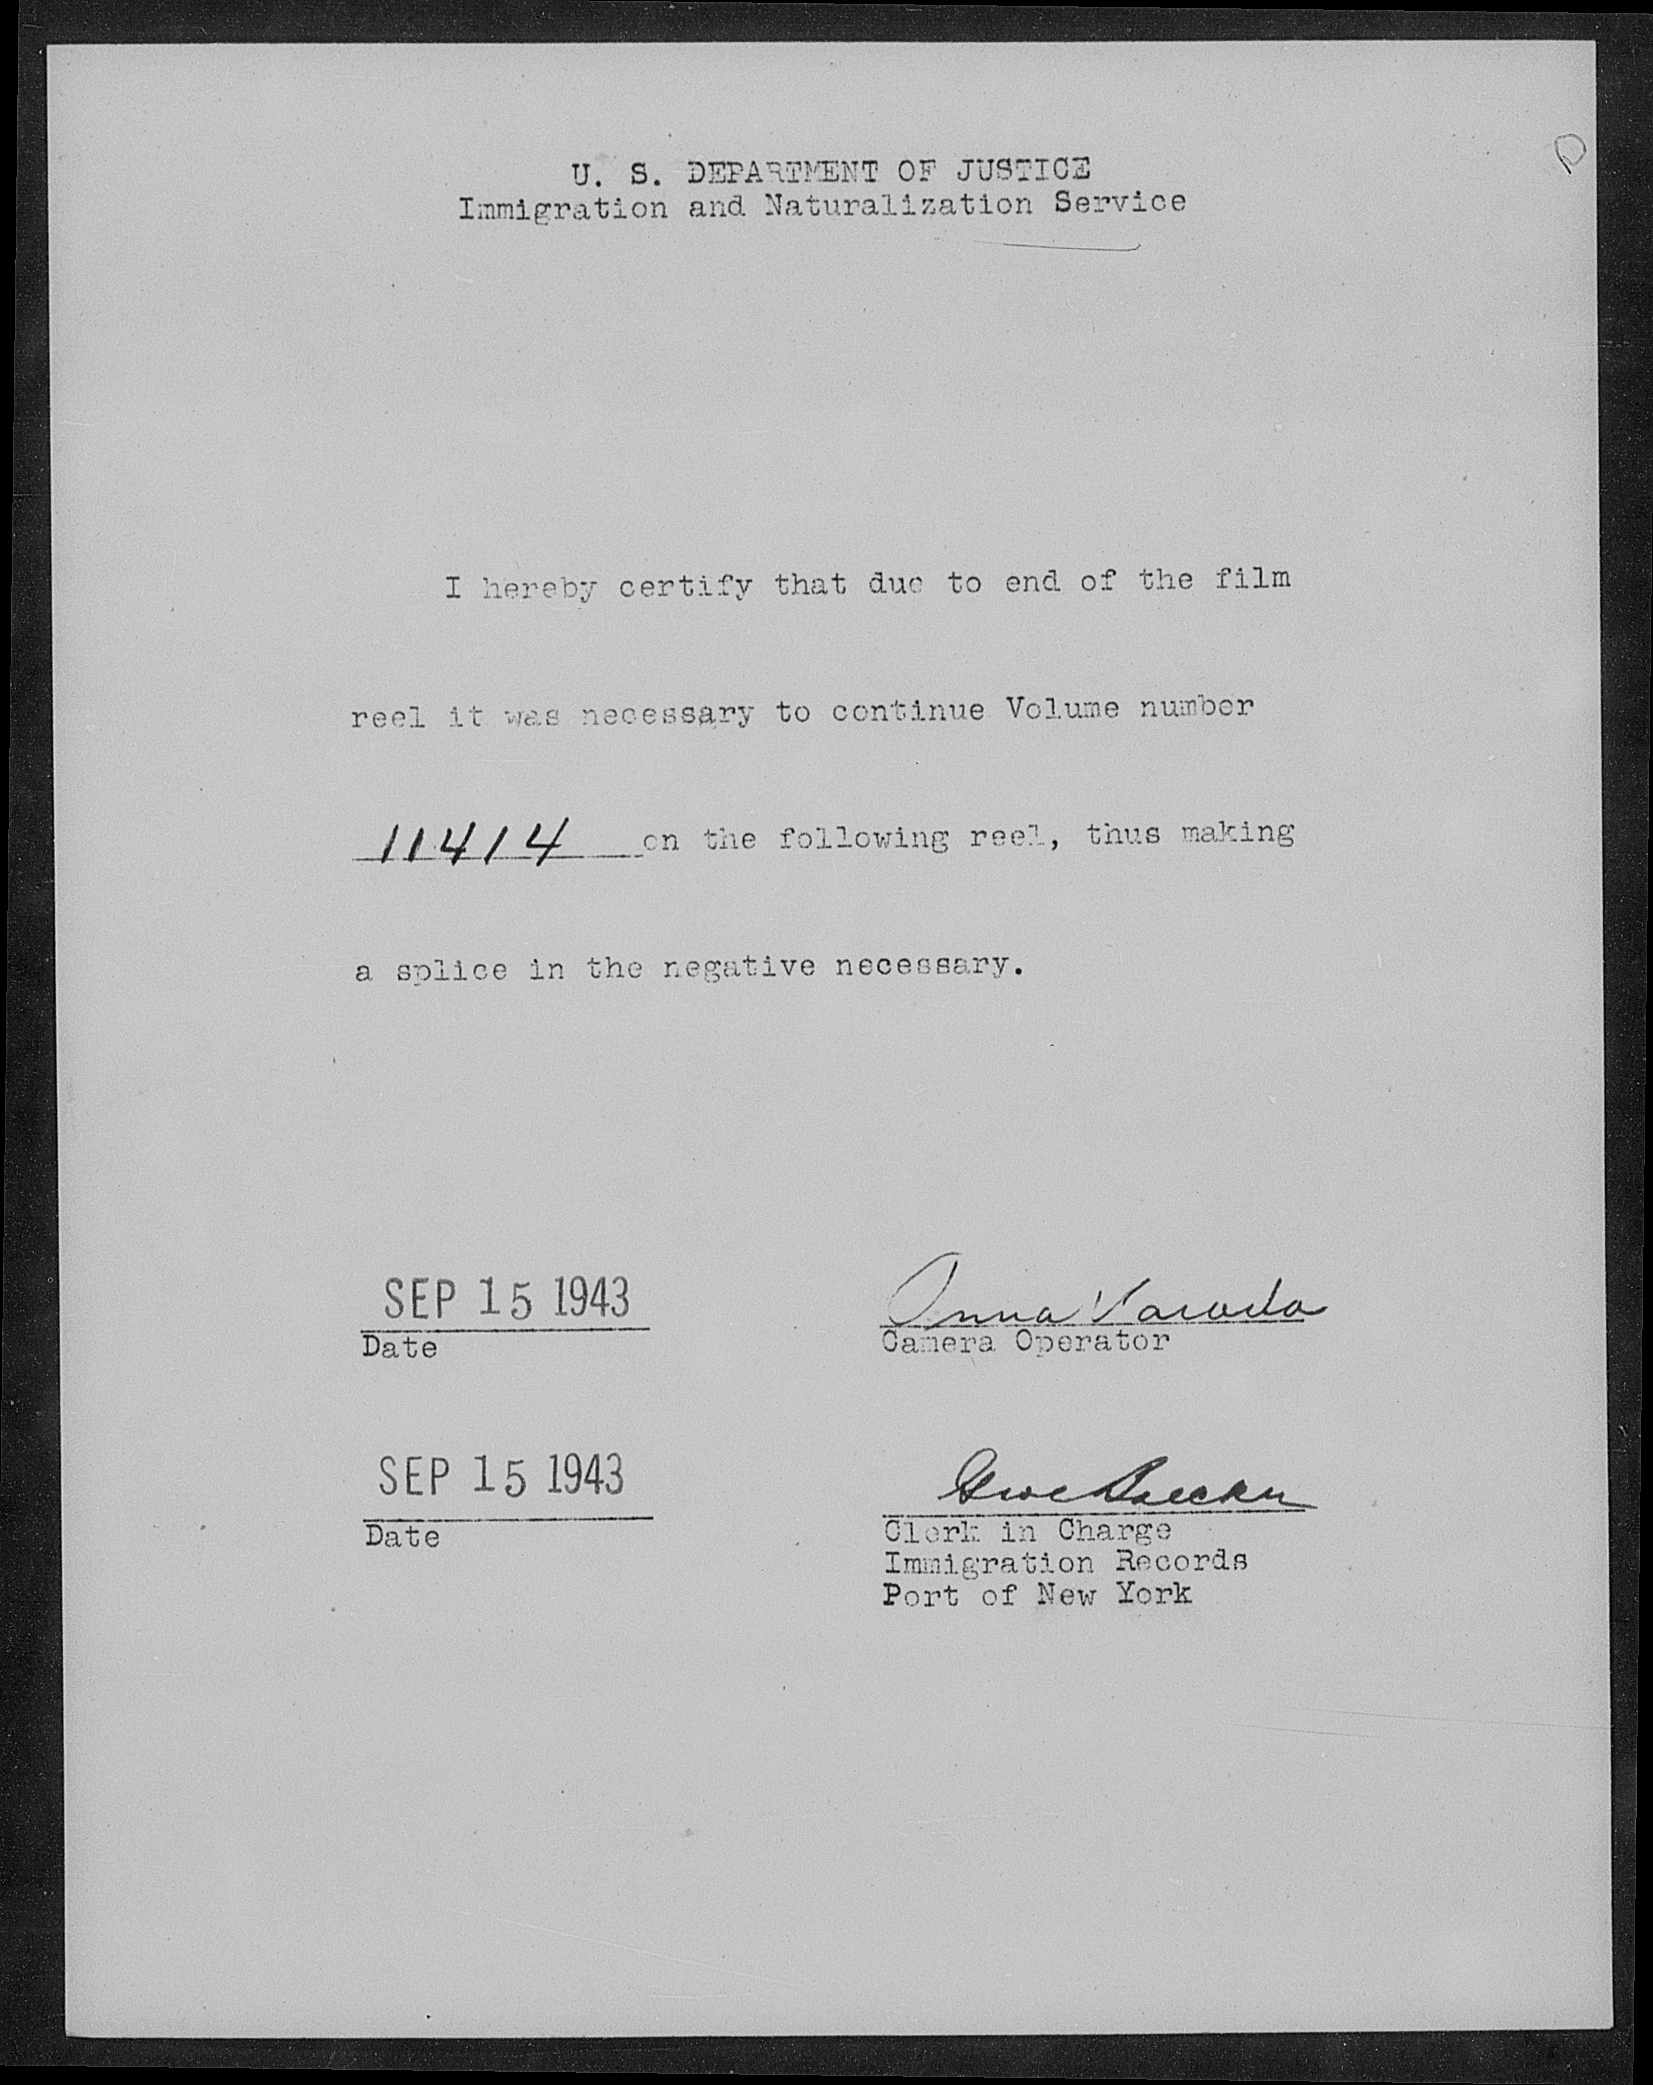 U. S. DEPARTMENT OF JUSTICE
Immigration and Naturalization Service
I hereby certify that due to end of the film
reel it was necessary to continue Volume number
11414 on the following reel, thus making
a splice in the negative necessary.
SEP 15 1943
Anna
Date
Camera Operator
SEP 15 1943
Date
Clerk in Charge
Immigration Records
Port of New York